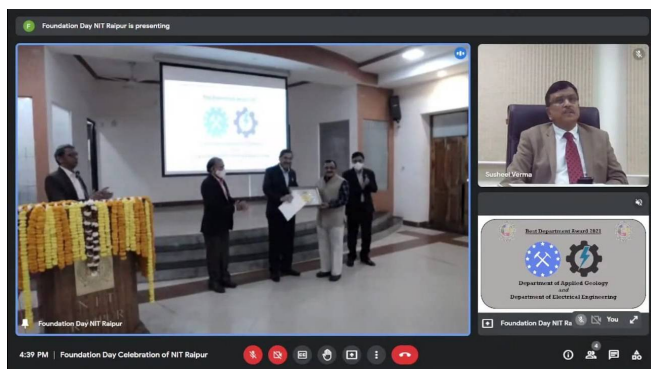 F Foundation Day NIT Raipur is presenting
Foundation Day NIT Raipur
Susheel Verma
Best Department Award 2021
Department of Applied Geology
and
Department of Electrical Engineering
Foundation Day NIT Ra
You
4:39 PM | Foundation Day Celebration of NIT Raipur
4